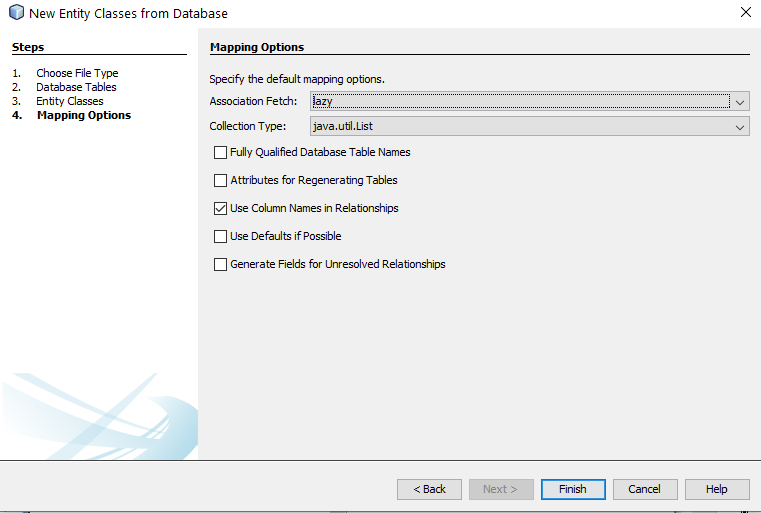 New Entity Classes from Database
Steps
1. Choose File Type
2. Database Tables
3. Entity Classes
4. Mapping Options
Mapping Options
Specify the default mapping options.
Association Fetch: lazy
Collection Type: java.util.List
Fully Qualified Database Table Names
Attributes for Regenerating Tables
Use Column Names in Relationships
Use Defaults if Possible
Generate Fields for Unresolved Relationships
< Back Next > Finish Cancel Help